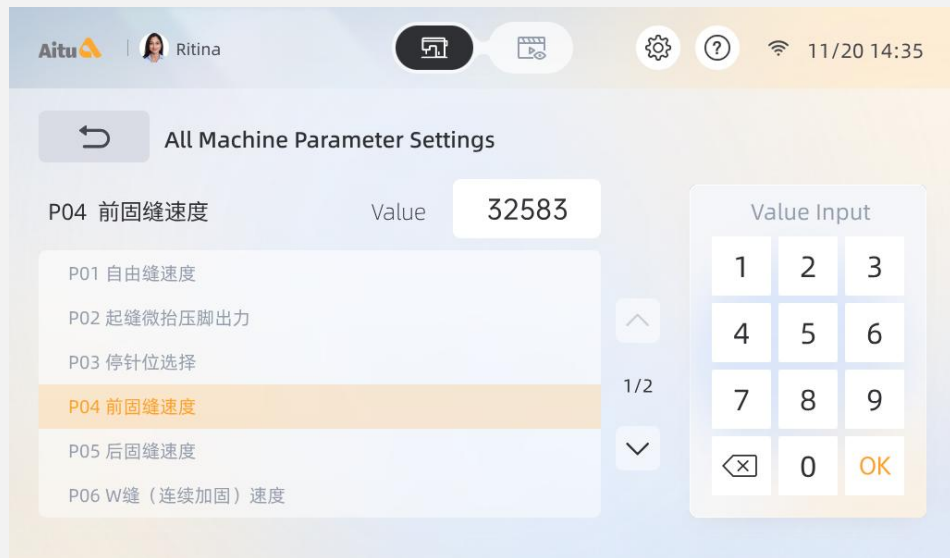 Aitu
Ritina
11/20 14:35
All Machine Parameter Settings
P04 前固缝速度 Value 32583
P01 自由缝速度
P02 起缝微抬压脚出力
P03 停针位选择
P04 前固缝速度
P05 后固缝速度
P06 W缝（连续加固）速度
1/2
Value Input
1 2 3
4 5 6
7 8 9
0 OK